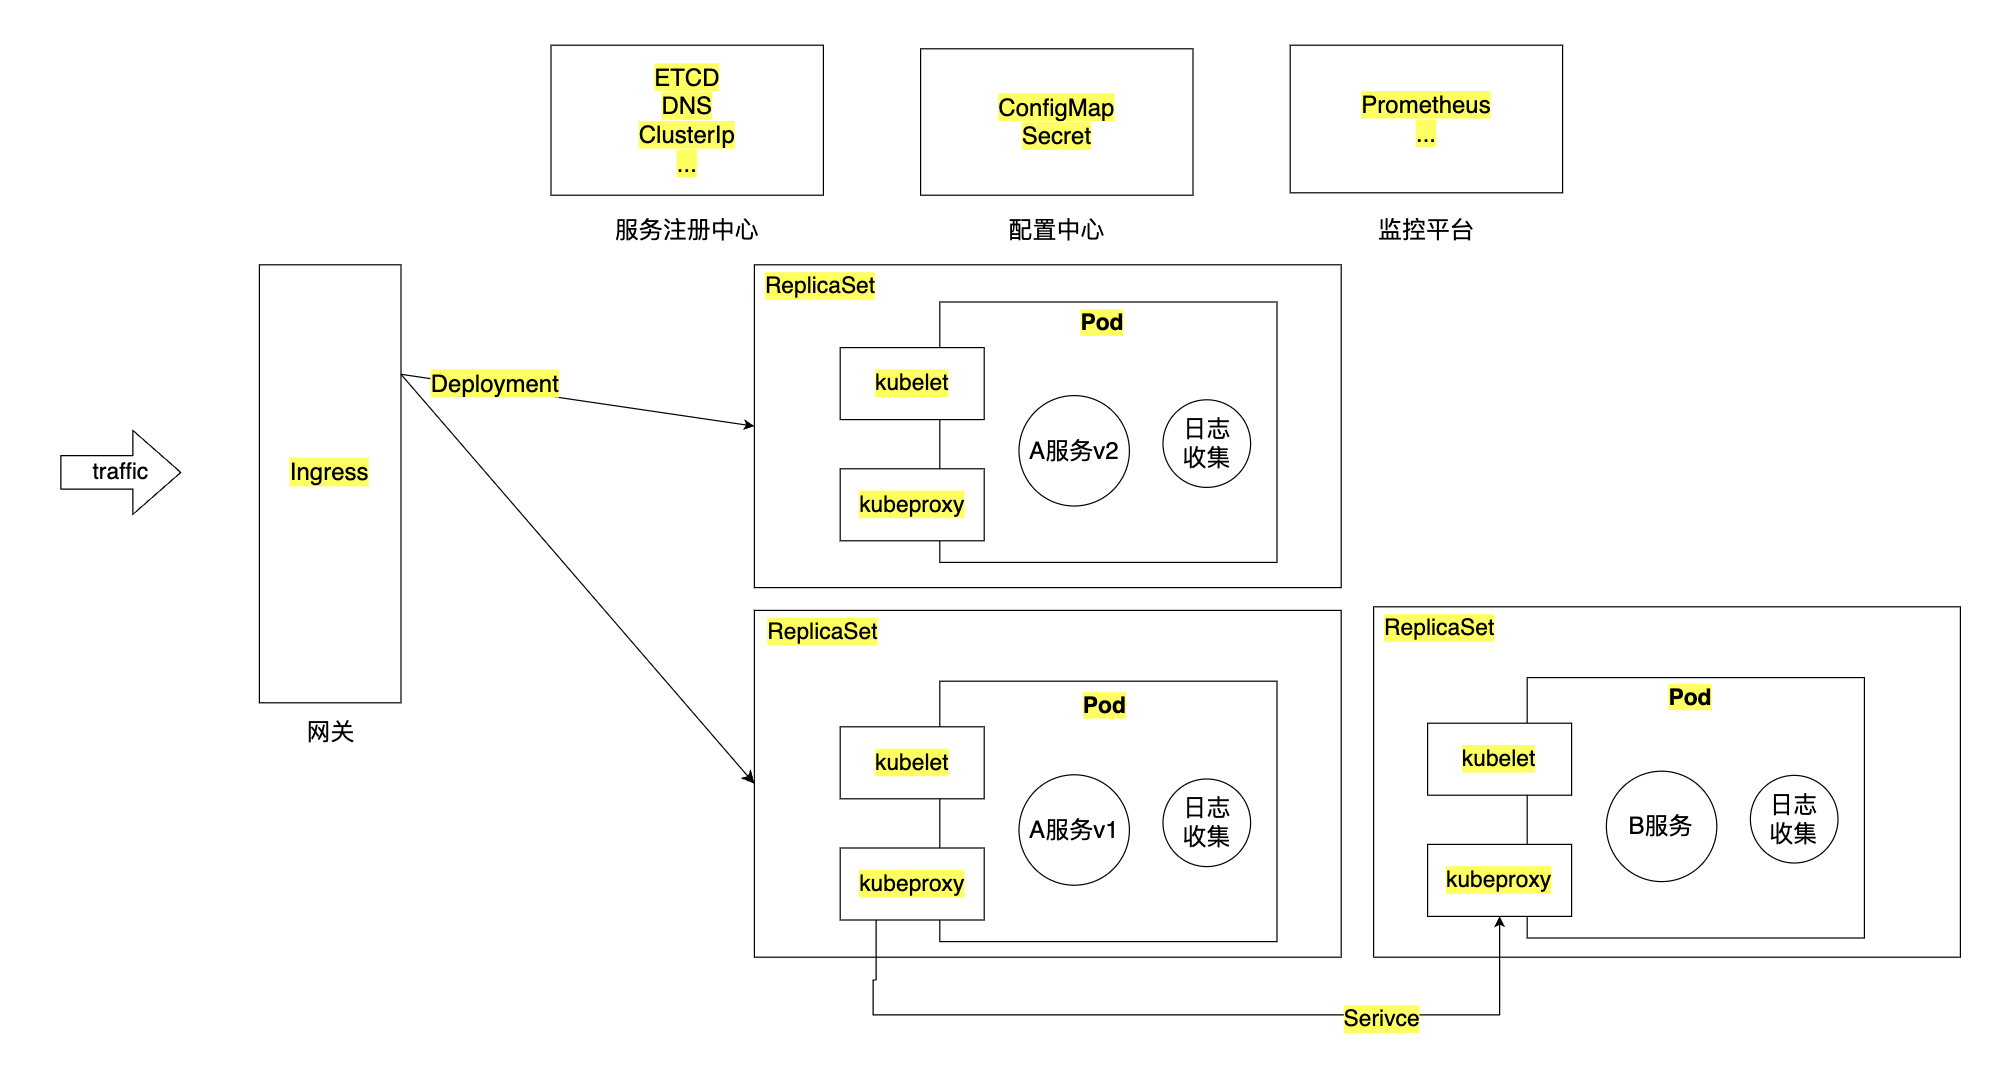 ETCD
DNS
ClusterIp
...
服务注册中心
ConfigMap
Secret
配置中心
Prometheus
...
监控平台
traffic
Ingress
网关
Deployment
ReplicaSet
Pod
kubelet
kubeproxy
A服务v2
日志
收集
ReplicaSet
Pod
kubelet
kubeproxy
A服务v1
日志
收集
ReplicaSet
Pod
kubelet
kubeproxy
B服务
日志
收集
Serivce